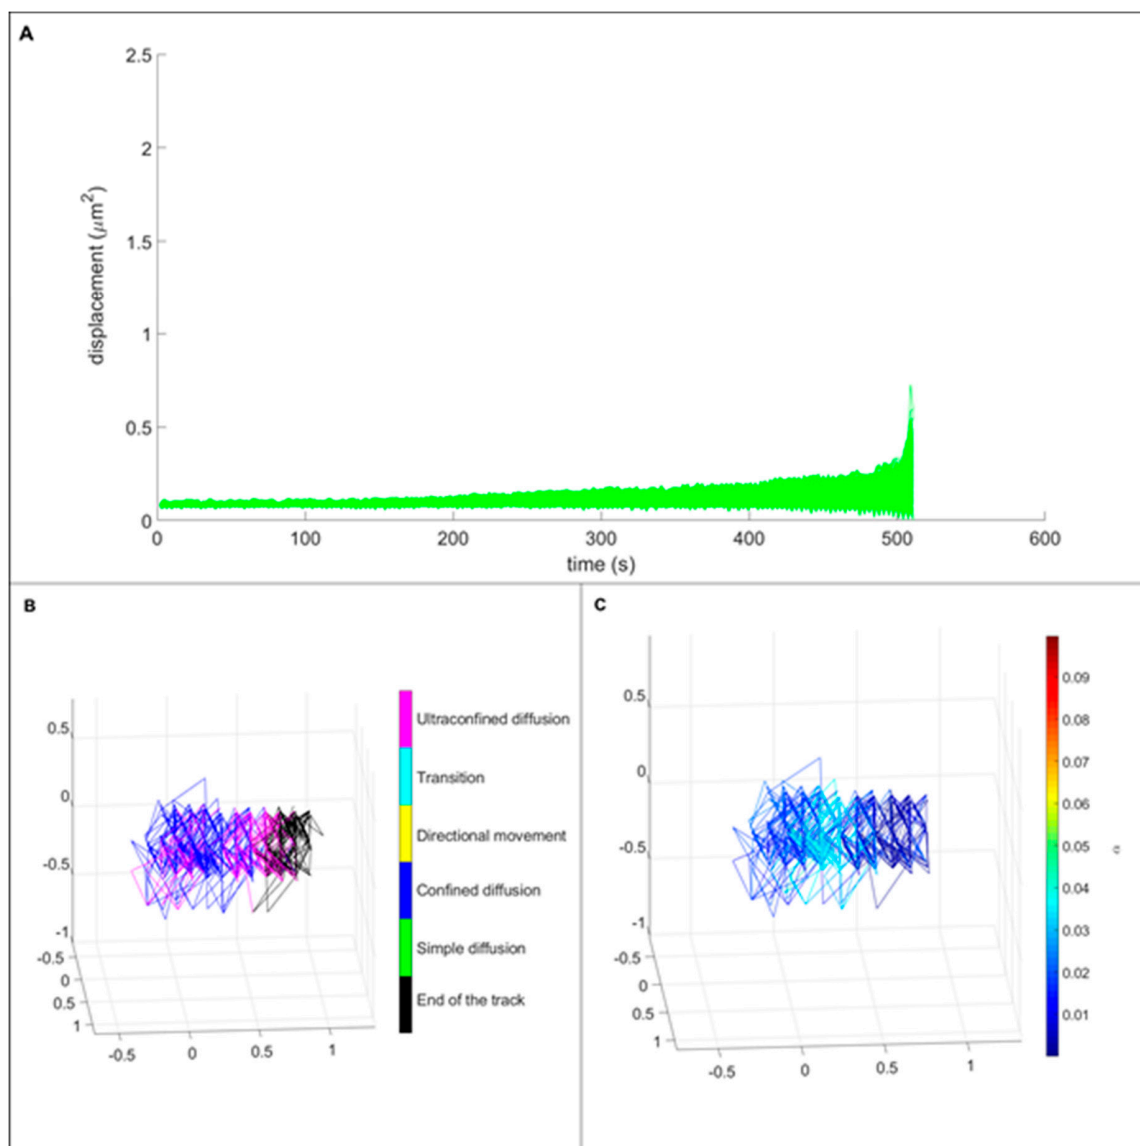 A
2.5
2
1.5
1
0.5
0
displacement (μm²)
0 100 200 300 400 500 600
time (s)
B
0.5
0
-0.5
-1
-0.5
0
0.5
1
-0.5 0 0.5 1
Ultraconfined diffusion
Transition
Directional movement
Confined diffusion
Simple diffusion
End of the track
C
0.5
0
-0.5
-1
-0.5
0
0.5
1
-0.5 0 0.5 1
0.09
0.08
0.07
0.06
0.05
0.04
0.03
0.02
0.01